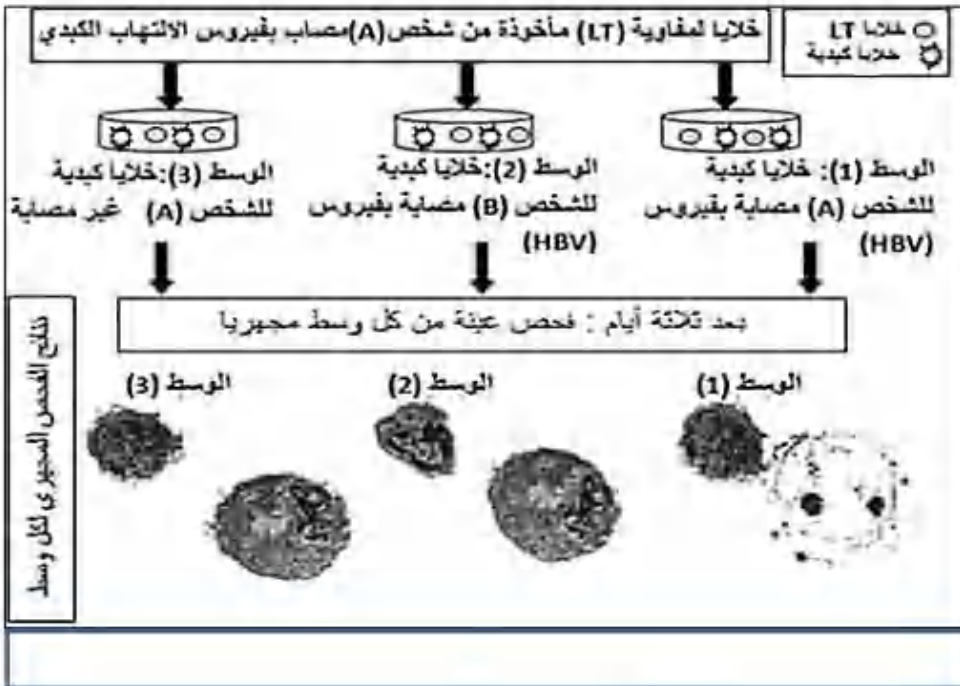 خلايا لمفاوية (LT) مأخوذة من شخص (A)مصاب بفيروس الالتهاب الكبدي
خلايا LT
خلايا كبدية
الوسط (1): خلايا كبدية
للشخص (A) مصابة بفيروس
(HBV)
الوسط (2):خلايا كبدية
للشخص (B) مصابة بفيروس
(HBV)
الوسط (3):خلايا كبدية
للشخص (A) غير مصابة
بعد ثلاثة أيام : فحص عينة من كل وسط مجهريا
الوسط (1)
الوسط (2)
الوسط (3)
نتائج الفحص المجهري لكل وسط